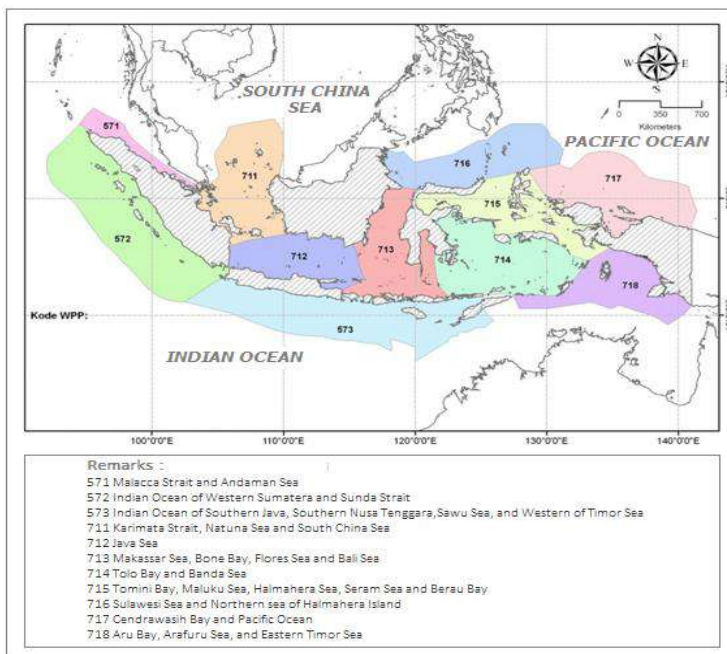 N
W E
S
0 350 700
Kilometers
SOUTH CHINA
SEA
PACIFIC OCEAN
571
711
716
717
715
572
712
713
714
718
Kode WPP:
573
INDIAN OCEAN
100°0'0"E 110°0'0"E 120°0'0"E 130°0'0"E 140°0'0"E
Remarks :
571 Malacca Strait and Andaman Sea
572 Indian Ocean of Western Sumatera and Sunda Strait
573 Indian Ocean of Southern Java, Southern Nusa Tenggara,Sawu Sea, and Western of Timor Sea
711 Karimata Strait, Natuna Sea and South China Sea
712 Java Sea
713 Makassar Sea, Bone Bay, Flores Sea and Bali Sea
714 Tolo Bay and Banda Sea
715 Tomini Bay, Maluku Sea, Halmahera Sea, Seram Sea and Berau Bay
716 Sulawesi Sea and Northern sea of Halmahera Island
717 Cendrawasih Bay and Pacific Ocean
718 Aru Bay, Arafuru Sea, and Eastern Timor Sea